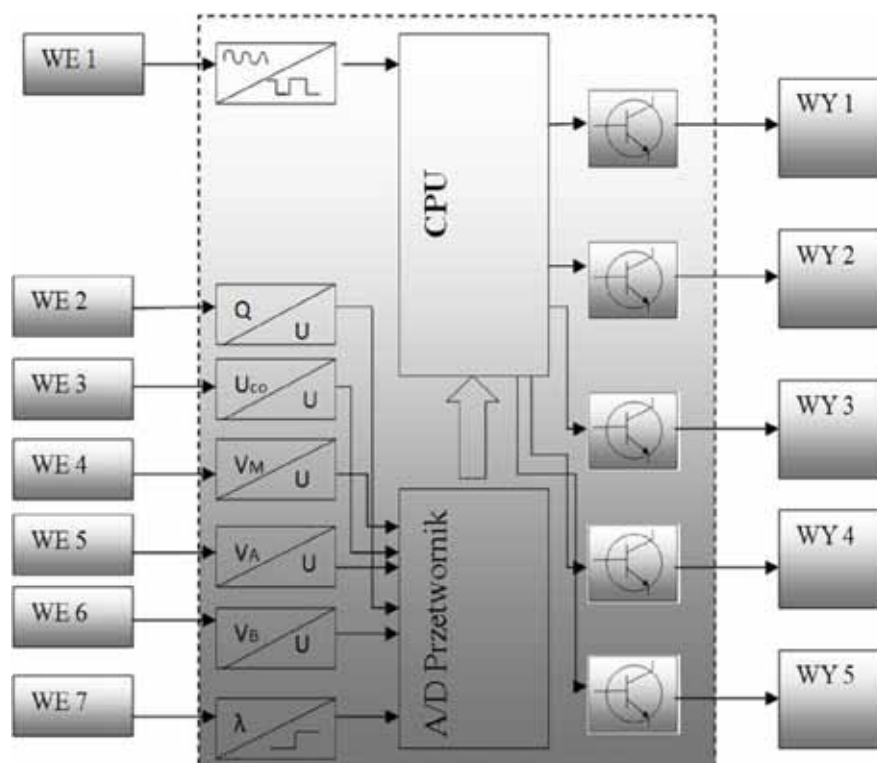 WE 1
CPU
WY 1
WE 2
Q
U
WY 2
WE 3
Uco
U
WY 3
WE 4
VM
U
WE 5
VA
U
A/D Przetwornik
WY 4
WE 6
VB
U
WE 7
λ
WY 5